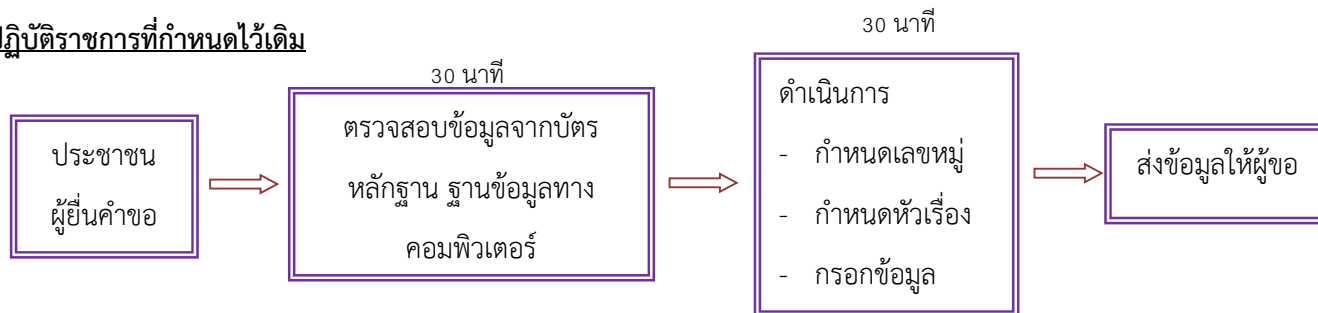 ปฏิบัติราชการที่กำหนดไว้เดิม
ประชาชน
ผู้ยื่นคำขอ
30 นาที
ตรวจสอบข้อมูลจากบัตร
หลักฐาน ฐานข้อมูลทาง
คอมพิวเตอร์
30 นาที
ดำเนินการ
- กำหนดเลขหมู่
- กำหนดหัวเรื่อง
- กรอกข้อมูล
ส่งข้อมูลให้ผู้ขอ